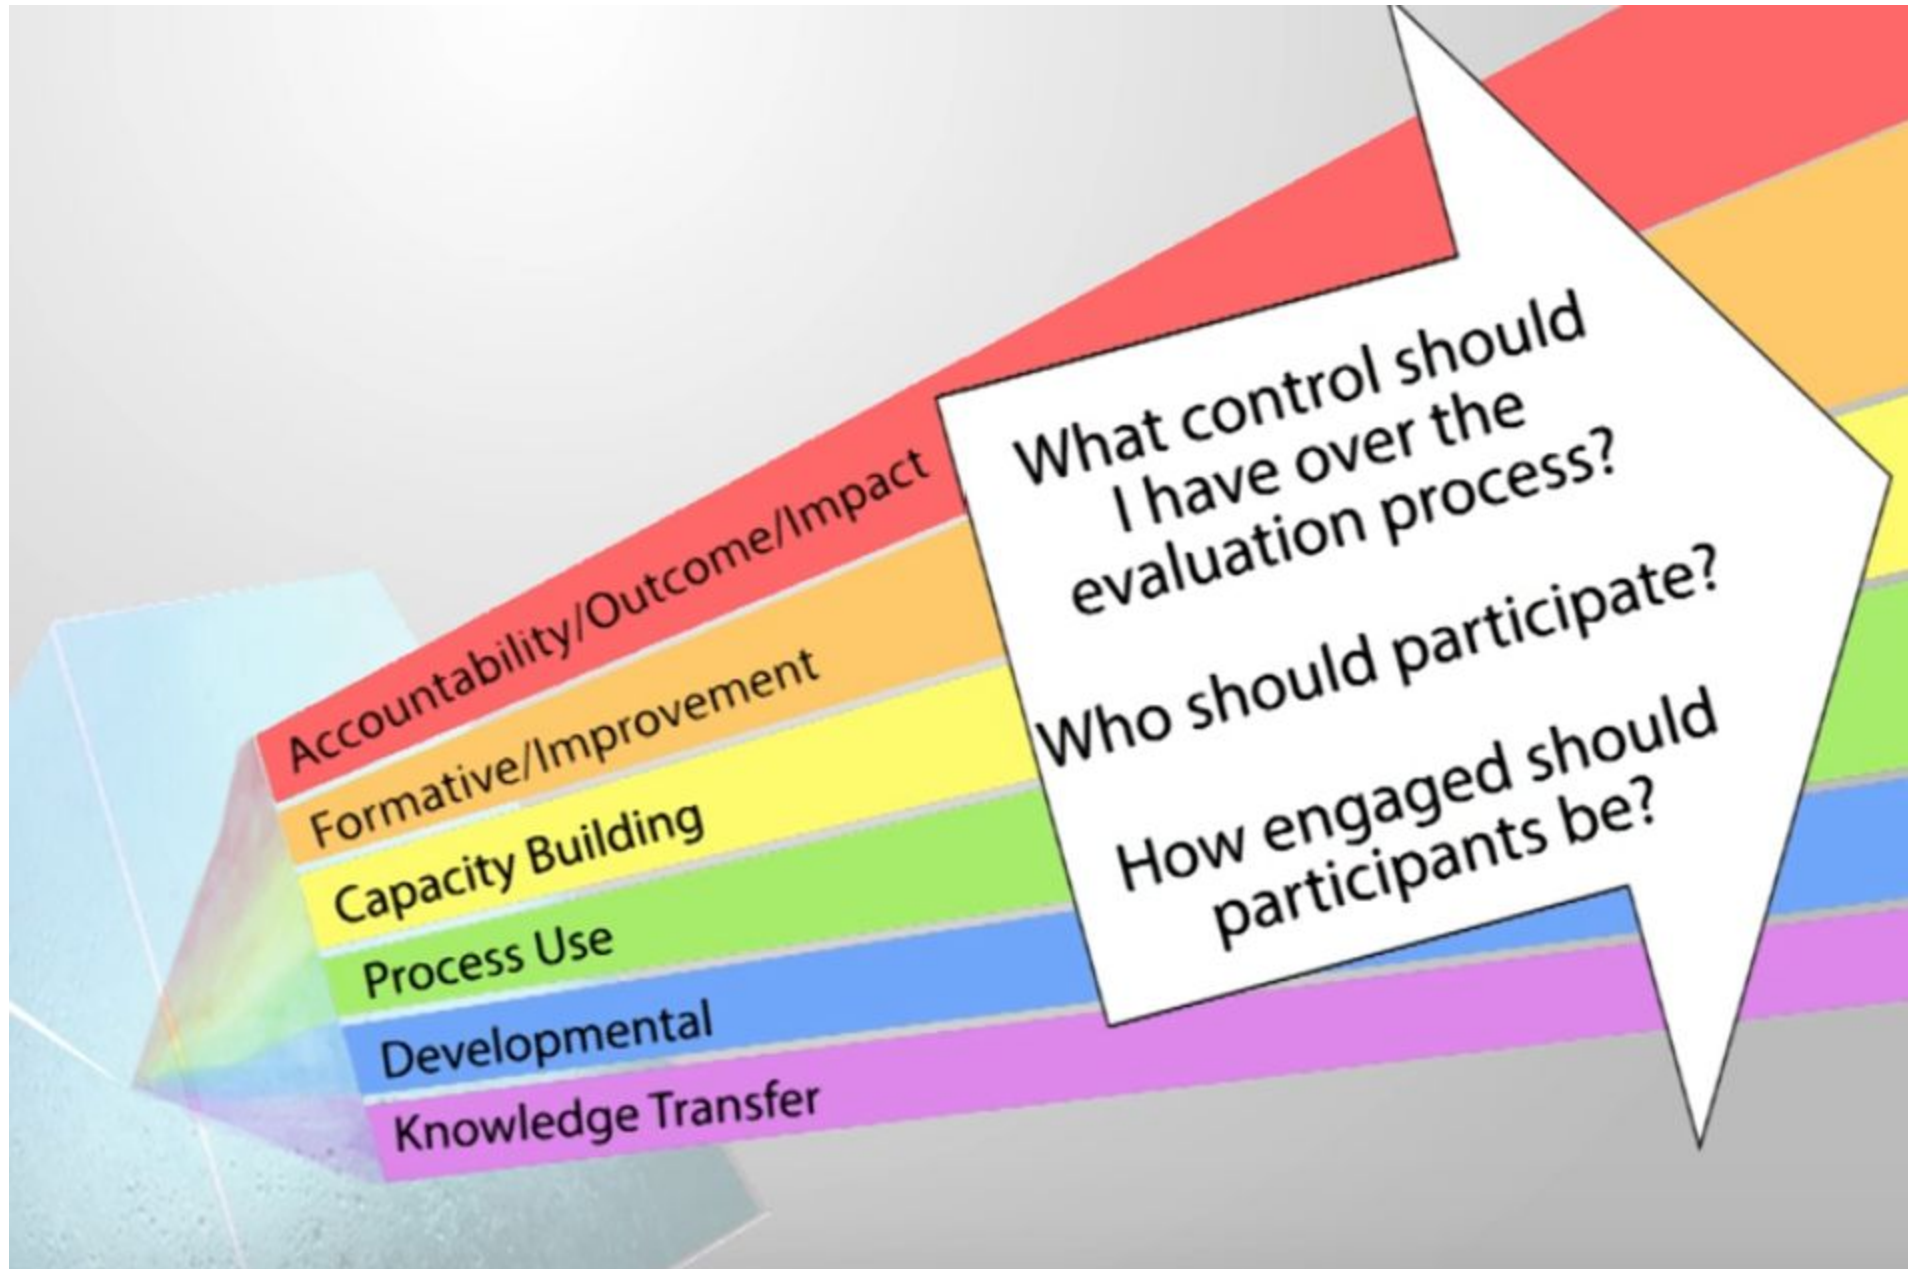 Accountability/Outcome/Impact
Formative/Improvement
Capacity Building
Process Use
Developmental
Knowledge Transfer
What control should
I have over the
evaluation process?
Who should participate?
How engaged should
participants be?